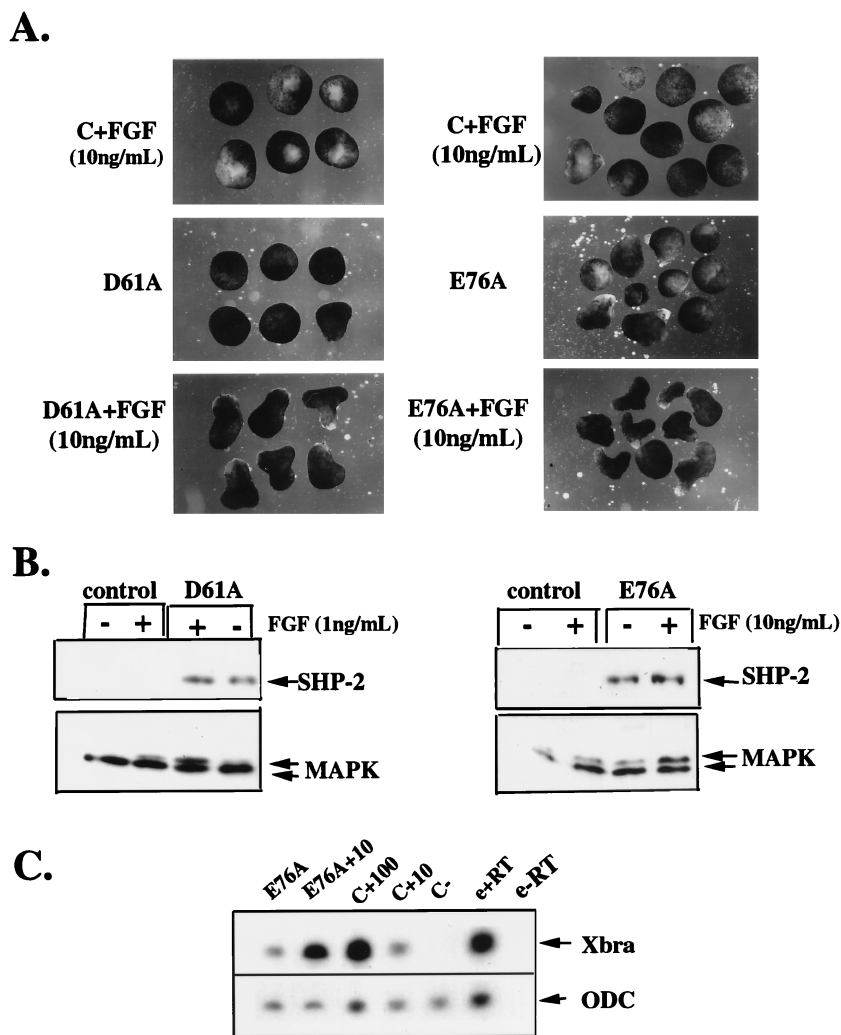 A.
C+FGF
(10ng/mL)
C+FGF
(10ng/mL)
D61A
E76A
D61A+FGF
(10ng/mL)
E76A+FGF
(10ng/mL)
B.
control D61A
- + + - FGF (1ng/mL)
SHP-2
MAPK
control E76A
- + - + FGF (10ng/mL)
SHP-2
MAPK
C.
E76A E76A+10 C+100 C+10 C- e+RT e-RT
Xbra
ODC